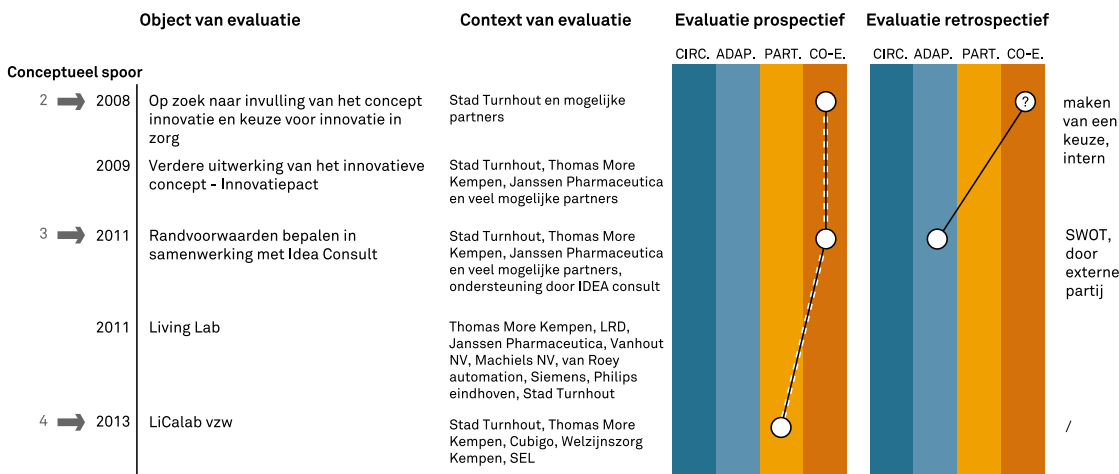 Object van evaluatie
Context van evaluatie
Evaluatie prospectief
Evaluatie retrospectief
CIRC. ADAP. PART. CO-E.
CIRC. ADAP. PART. CO-E.
Conceptueel spoor
2
2008
Op zoek naar invulling van het concept
innovatie en keuze voor innovatie in
zorg
Stad Turnhout en mogelijke
partners
?
maken
van een
keuze,
intern
2009
Verdere uitwerking van het innovatieve
concept - Innovatiepact
Stad Turnhout, Thomas More
Kempen, Janssen Pharmaceutica
en veel mogelijke partners
3
2011
Randvoorwaarden bepalen in
samenwerking met Idea Consult
Stad Turnhout, Thomas More
Kempen, Janssen Pharmaceutica
en veel mogelijke partners,
ondersteuning door IDEA consult
SWOT,
door
externe
partij
2011
Living Lab
Thomas More Kempen, LRD,
Janssen Pharmaceutica, Vanhout
NV, Machiels NV, van Roey
automation, Siemens, Philips
eindhoven, Stad Turnhout
4
2013
LiCalab vzw
Stad Turnhout, Thomas More
Kempen, Cubigo, Welzijnszorg
Kempen, SEL
/